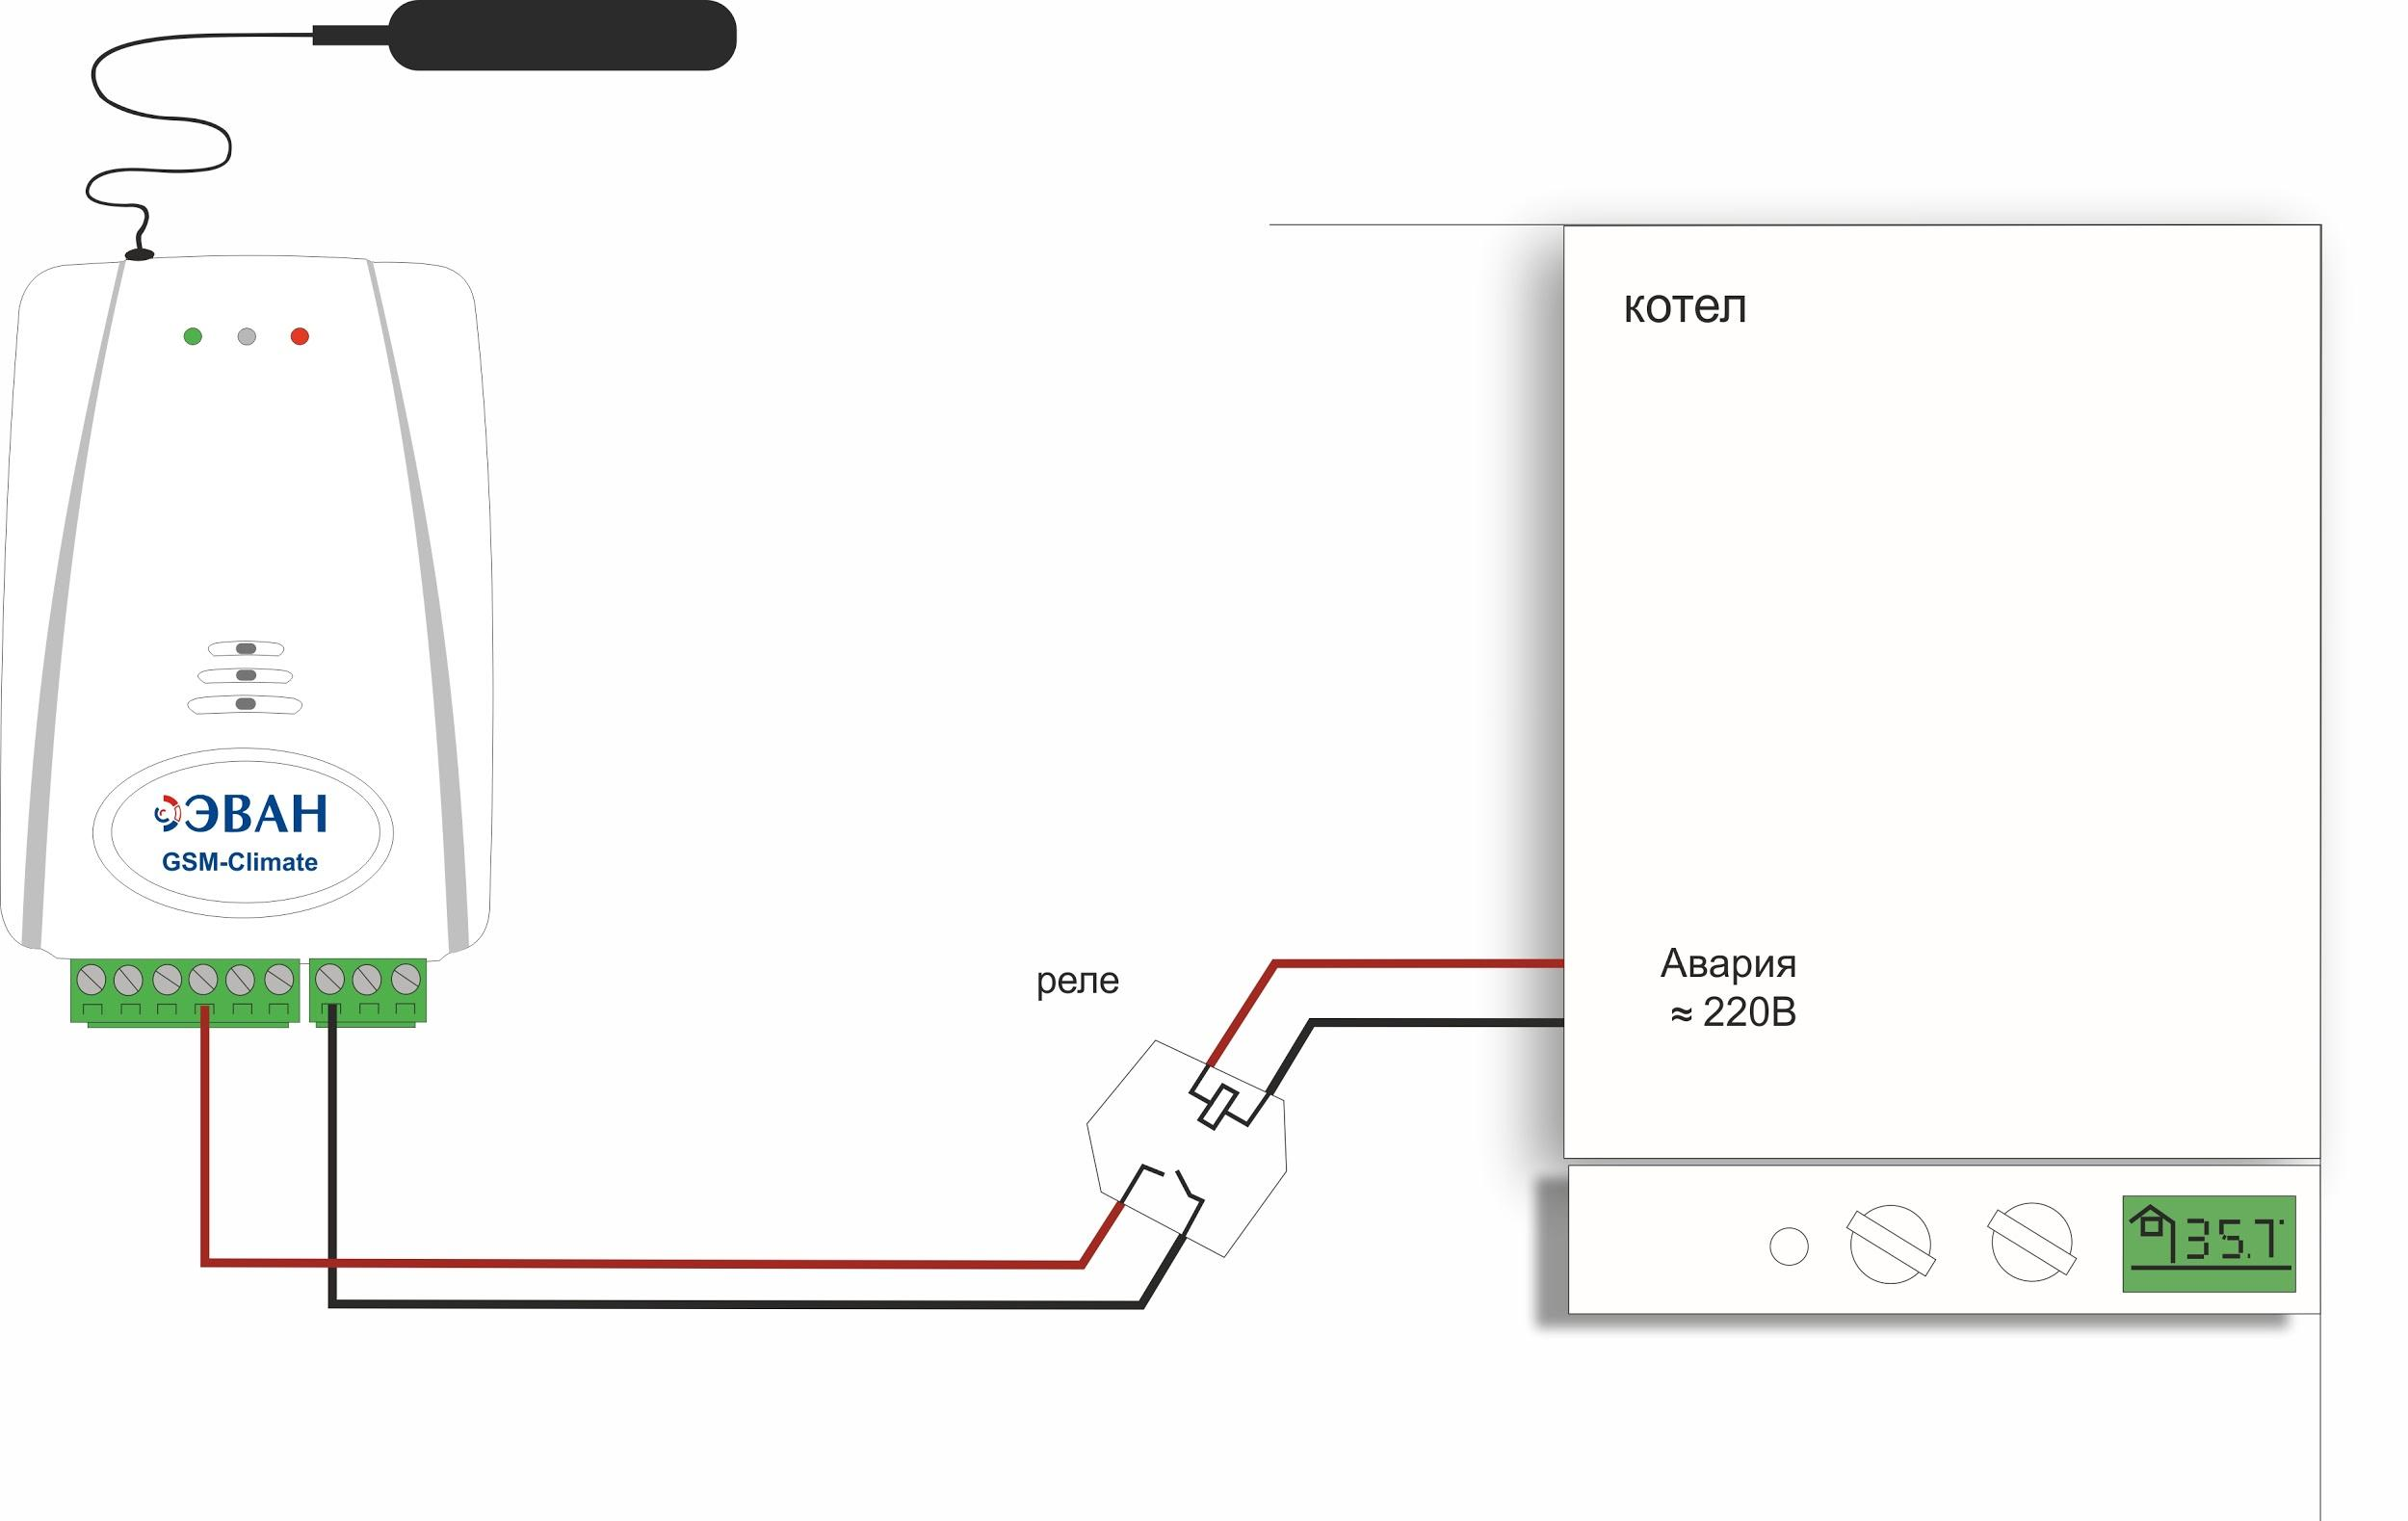 котел
ЭВАН
GSM-Climate
реле
Авария
≈ 220В
35.7